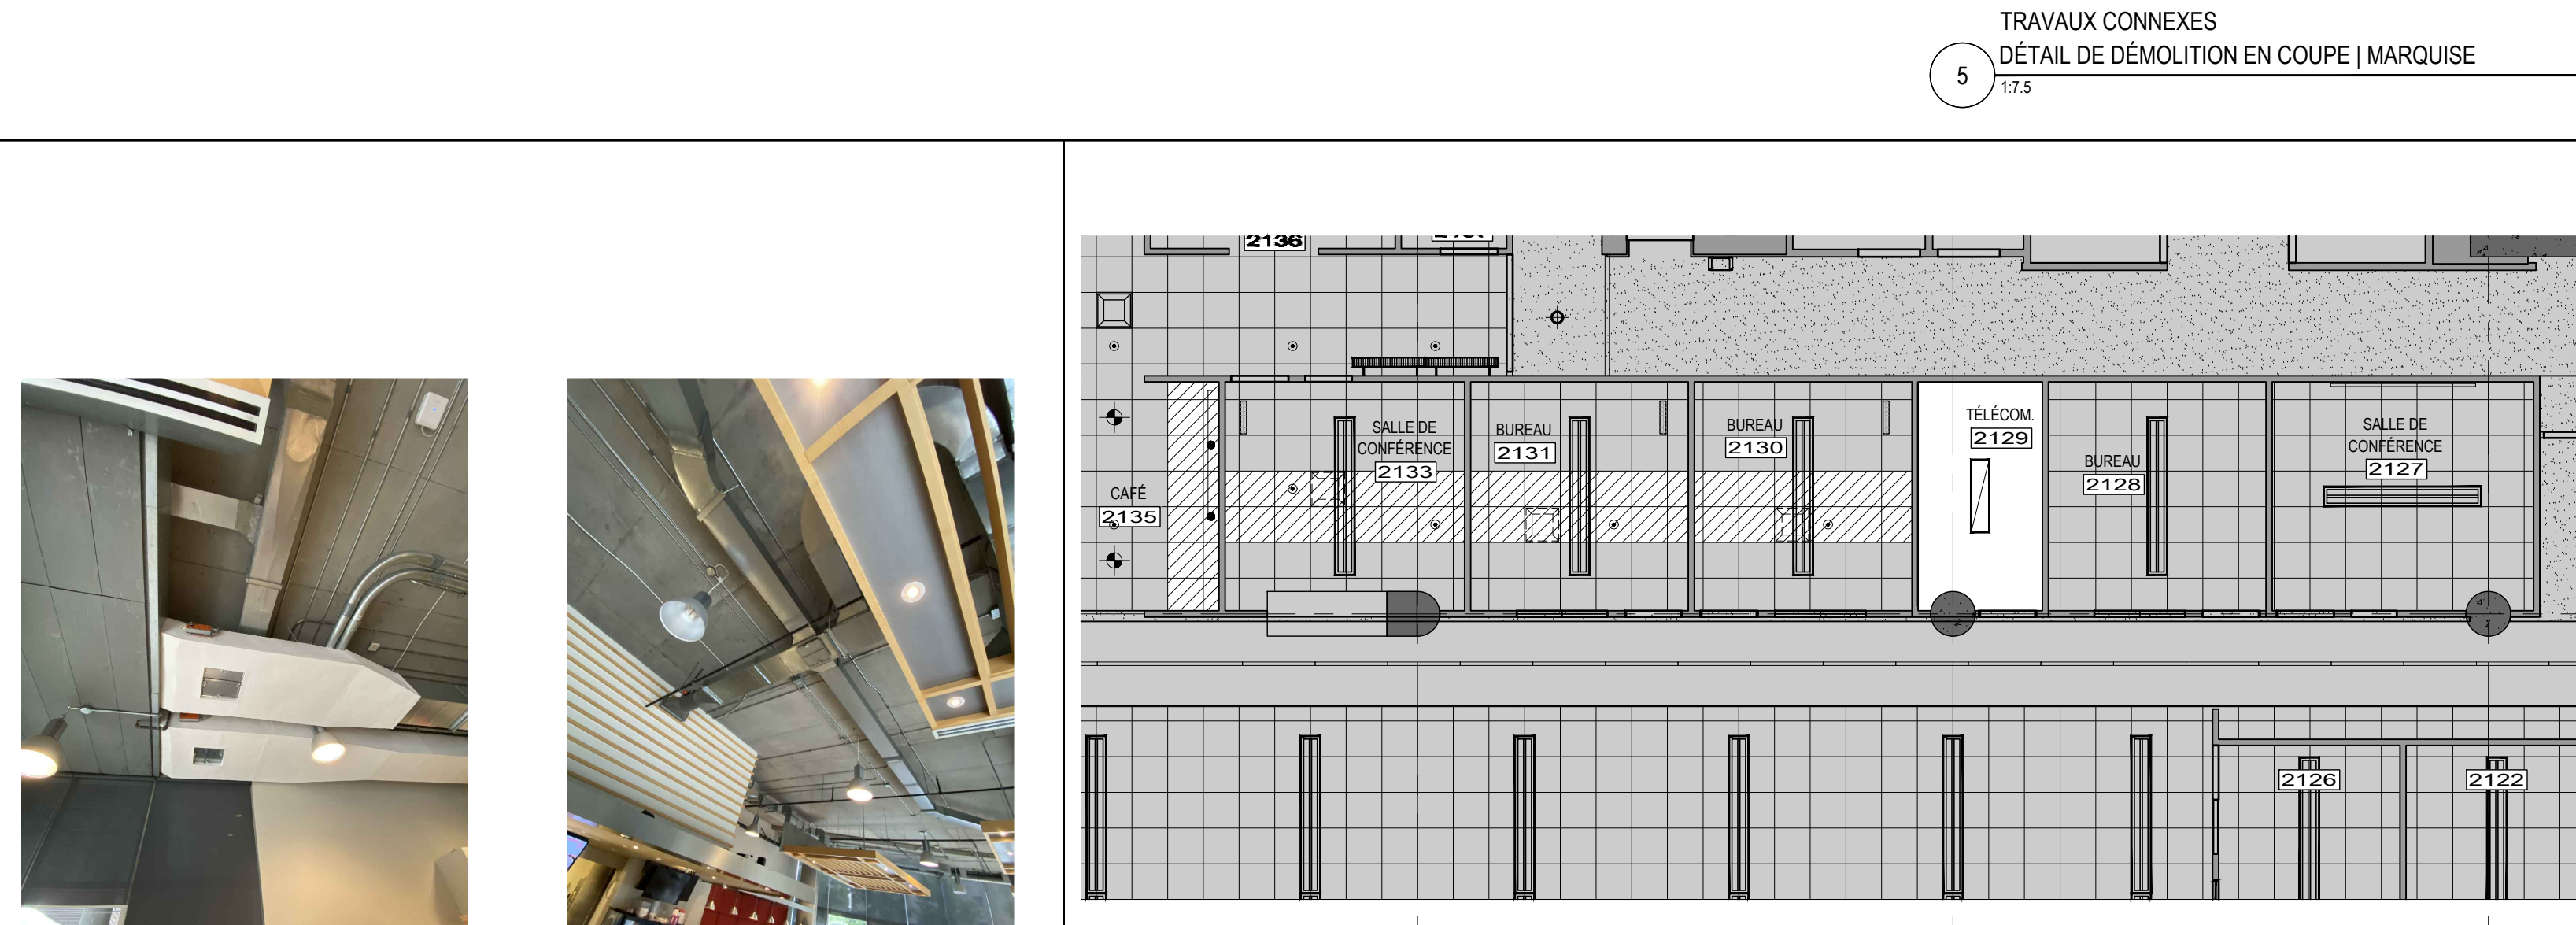 TRAVAUX CONNEXES
5
DÉTAIL DE DÉMOLITION EN COUPE | MARQUISE
1:7.5
2136
SALLE DE
CONFÉRENCE
2133
BUREAU
2131
BUREAU
2130
TÉLÉCOM.
2129
BUREAU
2128
SALLE DE
CONFÉRENCE
2127
CAFÉ
2135
2126
2122